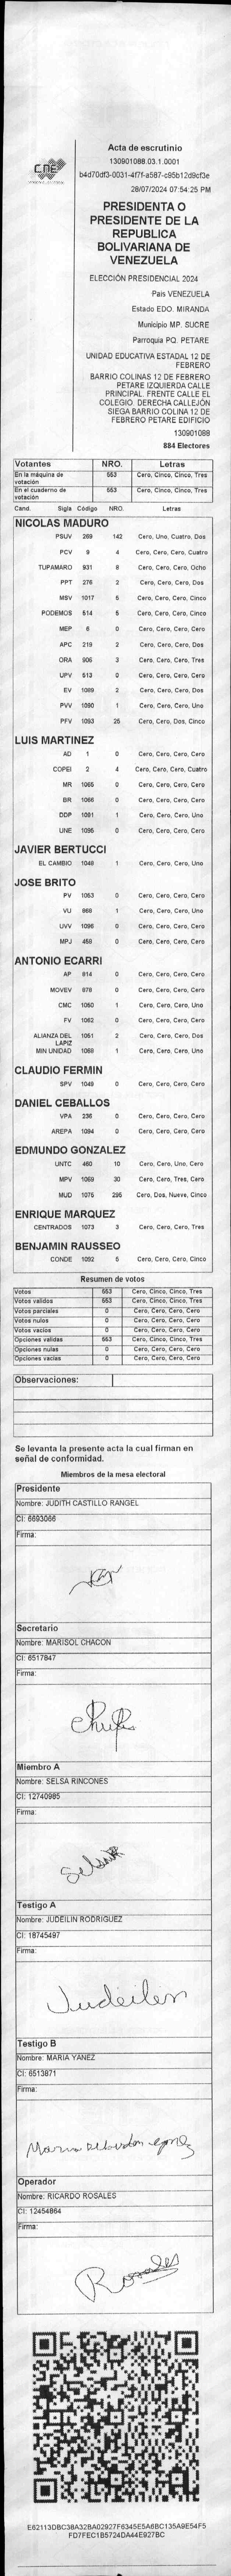 CNE
Acta de escrutinio
130901088.03.1.0001
b4d70df3-0031-4f7f-a587-c95b12d9cf3e
28/07/2024 07:54:25 PM
PRESIDENTA O
PRESIDENTE DE LA
REPUBLICA
BOLIVARIANA DE
VENEZUELA
ELECCIÓN PRESIDENCIAL 2024
Pais VENEZUELA
Estado EDO. MIRANDA
Municipio MP. SUCRE
Parroquia PQ. PETARE
UNIDAD EDUCATIVA ESTADAL 12 DE
FEBRERO
BARRIO COLINAS 12 DE FEBRERO
PETARE IZQUIERDA CALLE
PRINCIPAL. FRENTE CALLE EL
COLEGIO. DERECHA CALLEJÓN
SIEGA BARRIO COLINA 12 DE
FEBRERO PETARE EDIFICIO
130901088
884 Electores
Votantes NRO. Letras
En la máquina de votación 553 Cero, Cinco, Cinco, Tres
En el cuaderno de votación 553 Cero, Cinco, Cinco, Tres
Cand. Sigla Código NRO. Letras
NICOLAS MADURO
PSUV 269 142 Cero, Uno, Cuatro, Dos
PCV 9 4 Cero, Cero, Cero, Cuatro
TUPAMARO 931 8 Cero, Cero, Cero, Ocho
PPT 276 2 Cero, Cero, Cero, Dos
MSV 1017 5 Cero, Cero, Cero, Cinco
PODEMOS 514 5 Cero, Cero, Cero, Cinco
MEP 6 0 Cero, Cero, Cero, Cero
APC 219 2 Cero, Cero, Cero, Dos
ORA 906 3 Cero, Cero, Cero, Tres
UPV 513 0 Cero, Cero, Cero, Cero
EV 1089 2 Cero, Cero, Cero, Dos
PVV 1090 1 Cero, Cero, Cero, Uno
PFV 1093 25 Cero, Cero, Dos, Cinco
LUIS MARTINEZ
AD 1 0 Cero, Cero, Cero, Cero
COPEI 2 4 Cero, Cero, Cero, Cuatro
MR 1065 0 Cero, Cero, Cero, Cero
BR 1066 0 Cero, Cero, Cero, Cero
DDP 1091 1 Cero, Cero, Cero, Uno
UNE 1095 0 Cero, Cero, Cero, Cero
JAVIER BERTUCCI
EL CAMBIO 1048 1 Cero, Cero, Cero, Uno
JOSE BRITO
PV 1053 0 Cero, Cero, Cero, Cero
VU 868 1 Cero, Cero, Cero, Uno
UVV 1096 0 Cero, Cero, Cero, Cero
MPJ 458 0 Cero, Cero, Cero, Cero
ANTONIO ECARRI
AP 814 0 Cero, Cero, Cero, Cero
MOVEV 878 0 Cero, Cero, Cero, Cero
CMC 1050 1 Cero, Cero, Cero, Uno
FV 1062 0 Cero, Cero, Cero, Cero
ALIANZA DEL LAPIZ 1051 2 Cero, Cero, Cero, Dos
MIN UNIDAD 1088 1 Cero, Cero, Cero, Uno
CLAUDIO FERMIN
SPV 1049 0 Cero, Cero, Cero, Cero
DANIEL CEBALLOS
VPA 236 0 Cero, Cero, Cero, Cero
AREPA 1094 0 Cero, Cero, Cero, Cero
EDMUNDO GONZALEZ
UNTC 460 10 Cero, Cero, Uno, Cero
MPV 1069 30 Cero, Cero, Tres, Cero
MUD 1075 295 Cero, Dos, Nueve, Cinco
ENRIQUE MARQUEZ
CENTRADOS 1073 3 Cero, Cero, Cero, Tres
BENJAMIN RAUSSEO
CONDE 1092 5 Cero, Cero, Cero, Cinco
Resumen de votos
Votos 553 Cero, Cinco, Cinco, Tres
Votos validos 553 Cero, Cinco, Cinco, Tres
Votos parciales 0 Cero, Cero, Cero, Cero
Votos nulos 0 Cero, Cero, Cero, Cero
Votos vacios 0 Cero, Cero, Cero, Cero
Opciones validas 553 Cero, Cinco, Cinco, Tres
Opciones nulas 0 Cero, Cero, Cero, Cero
Opciones vacias 0 Cero, Cero, Cero, Cero
Observaciones:
Se levanta la presente acta la cual firman en
señal de conformidad.
Miembros de la mesa electoral
Presidente
Nombre: JUDITH CASTILLO RANGEL
CI: 6693066
Firma:
Secretario
Nombre: MARISOL CHACON
CI: 6517847
Firma:
Miembro A
Nombre: SELSA RINCONES
CI: 12740985
Firma:
Selsa
Testigo A
Nombre: JUDEILIN RODRIGUEZ
CI: 18745497
Firma:
Judeilin
Testigo B
Nombre: MARIA YANEZ
CI: 6513871
Firma:
Maria
Operador
Nombre: RICARDO ROSALES
CI: 12454864
Firma:
Rosales
E62113DBC38A32BA02927F6345E5A6BC135A9E54F5
FD7FEC1B5724DA44E927BC